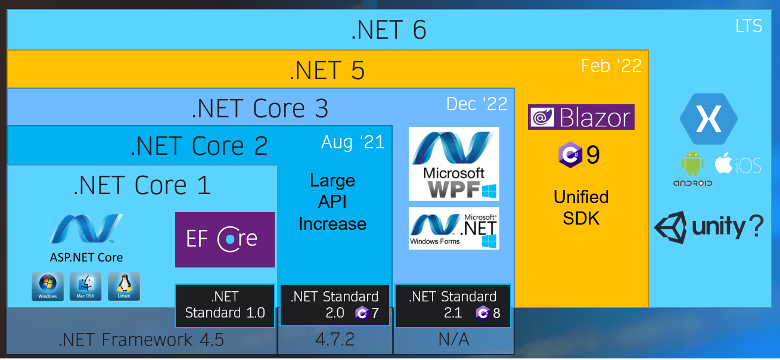 .NET 6
LTS
.NET 5
Feb '22
.NET Core 3
Dec '22
.NET Core 2
Aug '21
.NET Core 1
ASP.NET Core
Windows
Mac OSX
Linux
EF Core
Large
API
Increase
Microsoft
WPF
Microsoft®
.NET
Windows Forms
Blazor
C# 9
Unified
SDK
X
ANDROID
iOS
unity?
.NET
Standard 1.0
.NET Standard
2.0 C# 7
.NET Standard
2.1 C# 8
.NET Framework 4.5
4.7.2
N/A